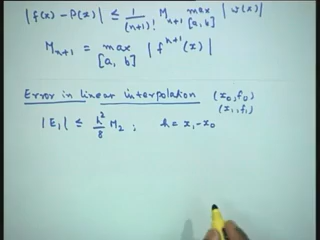 |f(x) - P(x)| ≤ 1/(n+1)! M_{n+1} max_{[a, b]} |w(x)|
M_{n+1} = max_{[a, b]} |f^{n+1}(x)|
Error in linear interpolation (x_0, f_0)
(x_1, f_1)
|E_1| ≤ h²/8 M_2 ; h = x_1 - x_0